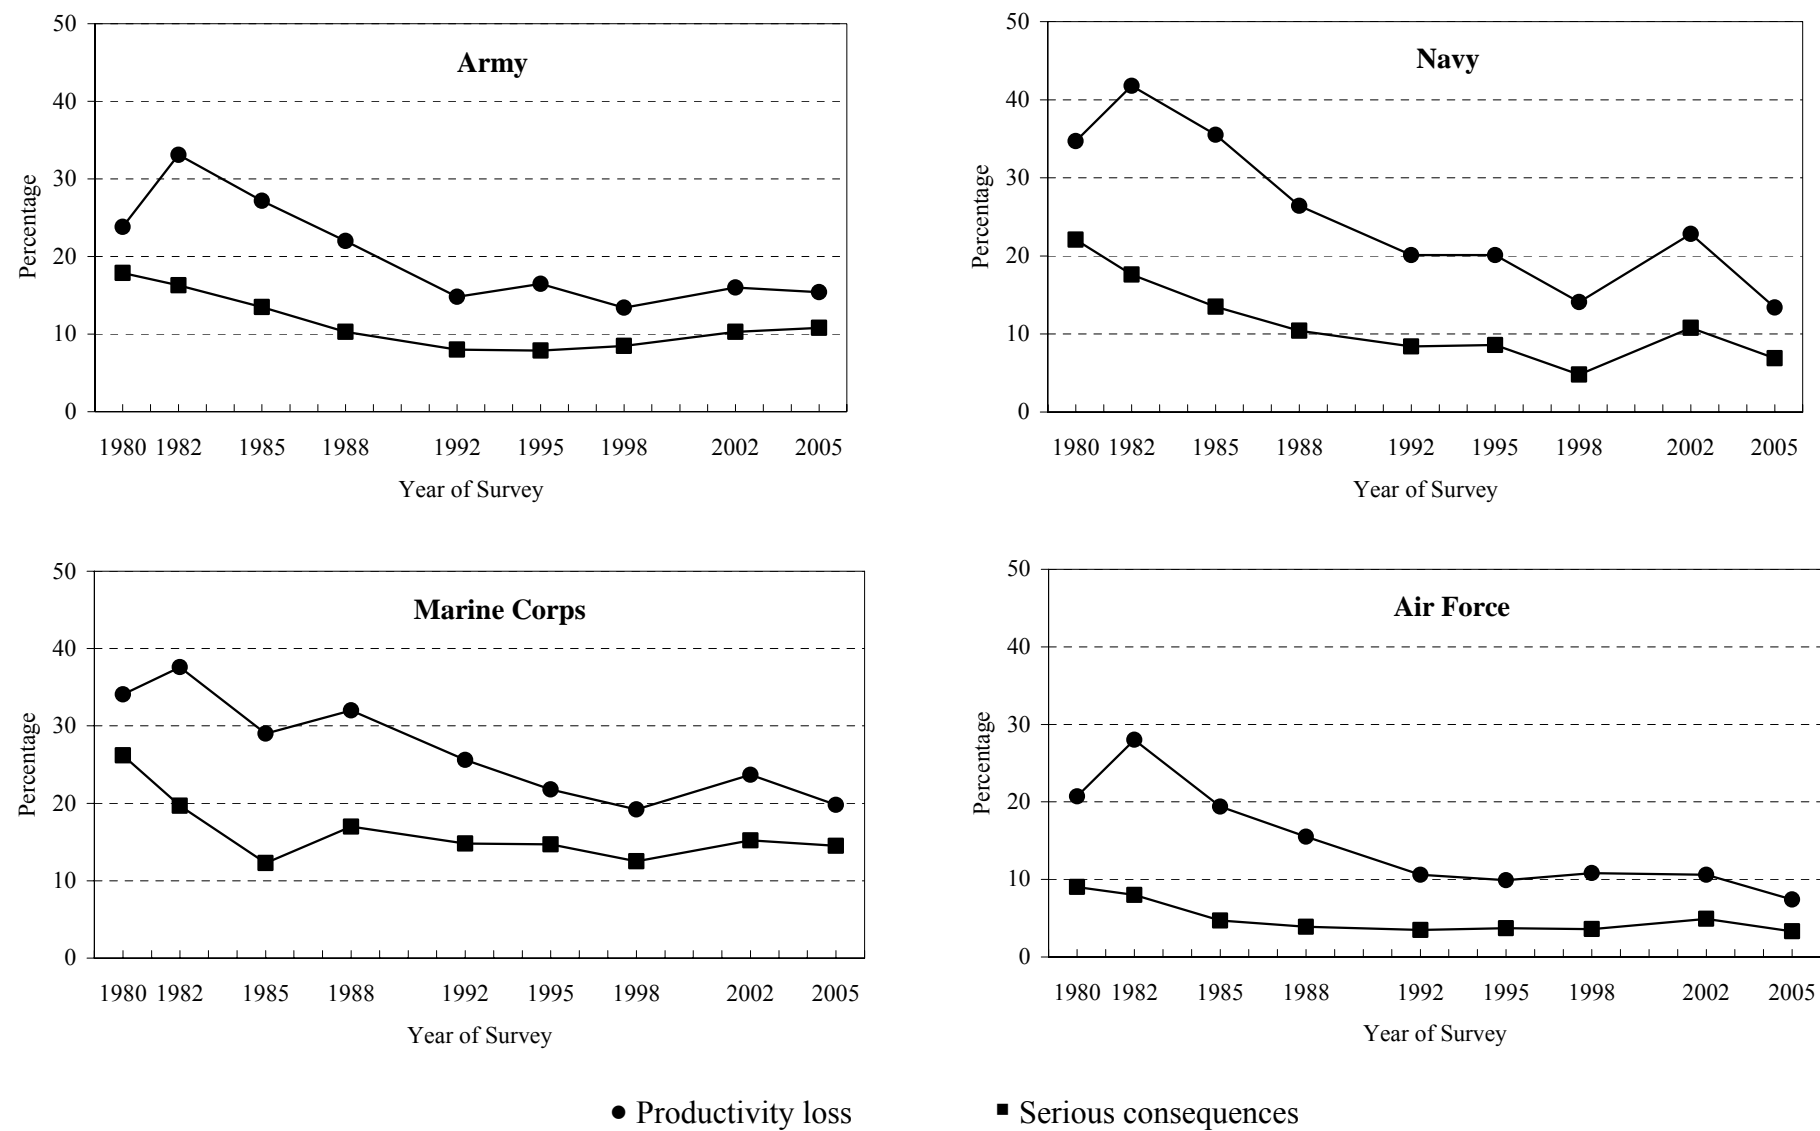 Army
Percentage
50
40
30
20
10
0
1980 1982 1985 1988 1992 1995 1998 2002 2005
Year of Survey
Navy
Percentage
50
40
30
20
10
0
1980 1982 1985 1988 1992 1995 1998 2002 2005
Year of Survey
Marine Corps
Percentage
50
40
30
20
10
0
1980 1982 1985 1988 1992 1995 1998 2002 2005
Year of Survey
Air Force
Percentage
50
40
30
20
10
0
1980 1982 1985 1988 1992 1995 1998 2002 2005
Year of Survey
Productivity loss
Serious consequences